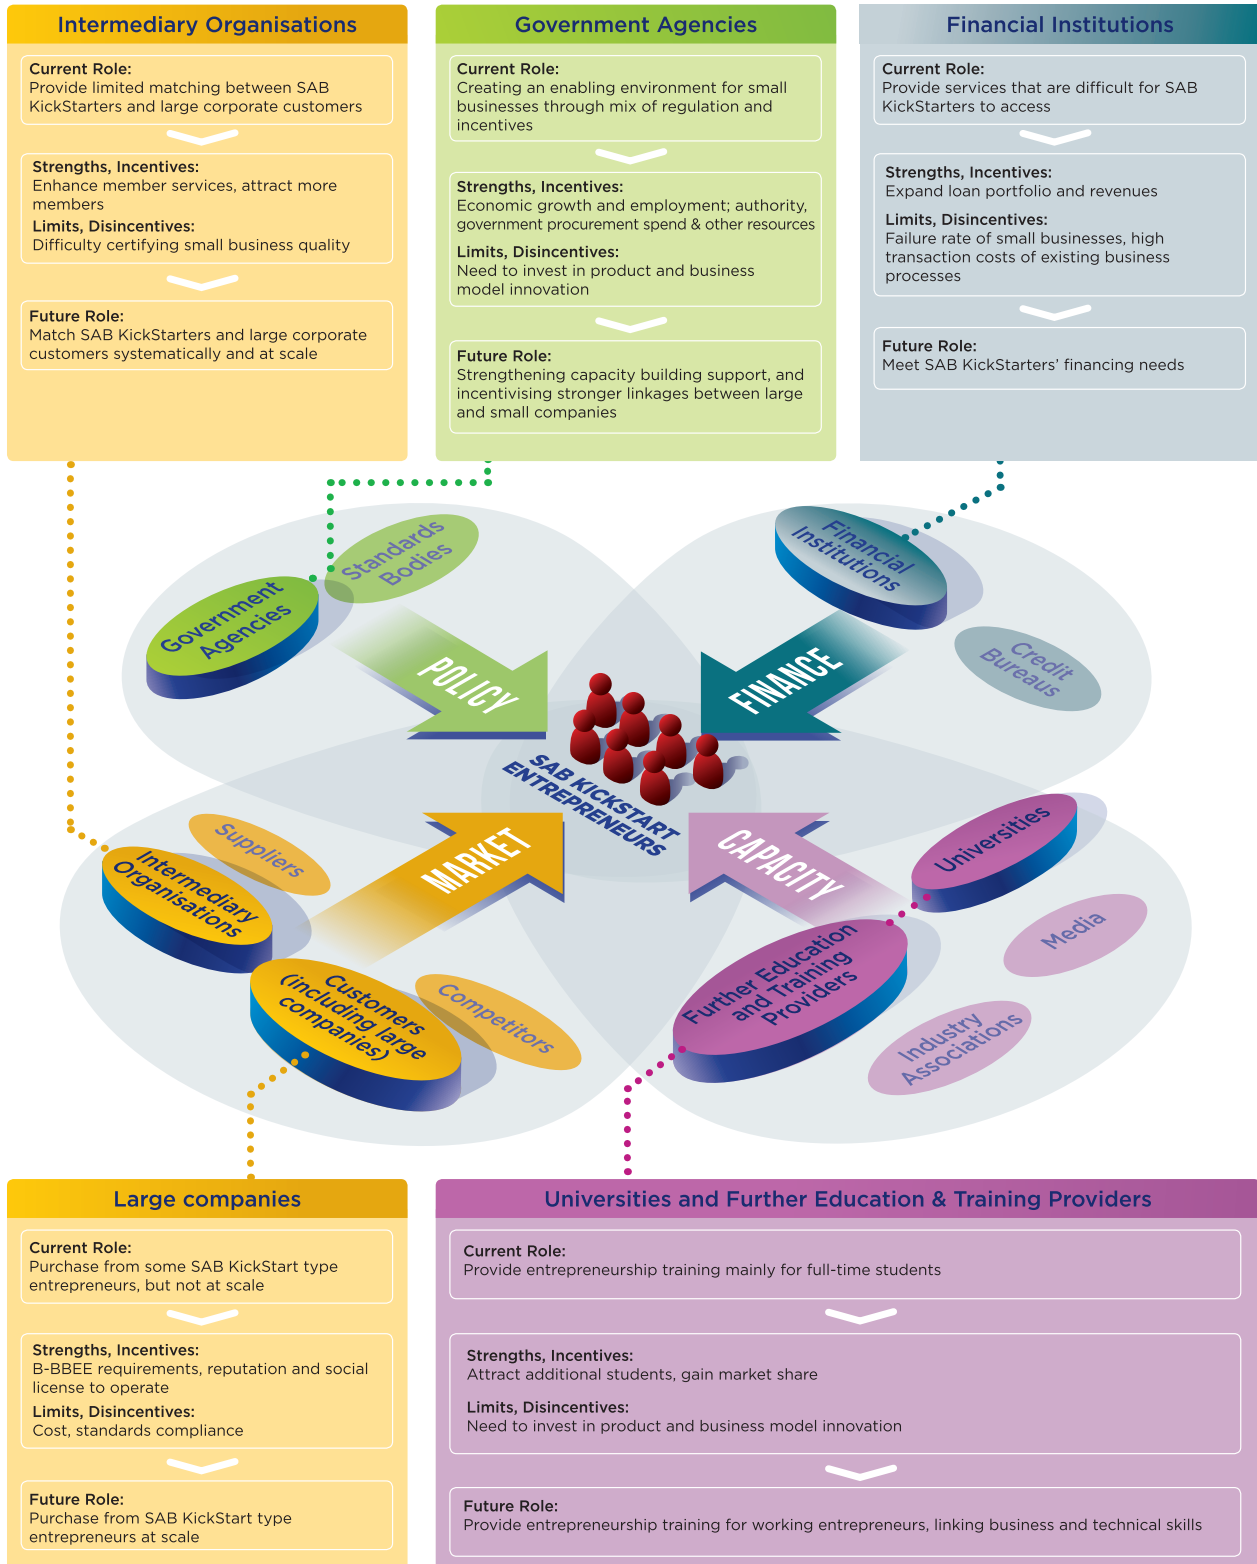 Intermediary Organisations
Current Role:
Provide limited matching between SAB
KickStarters and large corporate customers
Strengths, Incentives:
Enhance member services, attract more
members
Limits, Disincentives:
Difficulty certifying small business quality
Future Role:
Match SAB KickStarters and large corporate
customers systematically and at scale
Government Agencies
Current Role:
Creating an enabling environment for small
businesses through mix of regulation and
incentives
Strengths, Incentives:
Economic growth and employment; authority,
government procurement spend & other resources
Limits, Disincentives:
Need to invest in product and business
model innovation
Future Role:
Strengthening capacity building support, and
incentivising stronger linkages between large
and small companies
Financial Institutions
Current Role:
Provide services that are difficult for SAB
KickStarters to access
Strengths, Incentives:
Expand loan portfolio and revenues
Limits, Disincentives:
Failure rate of small businesses, high
transaction costs of existing business
processes
Future Role:
Meet SAB KickStarters' financing needs
Standards
Bodies
Government
Agencies
POLICY
Financial
Institutions
Credit
Bureaus
FINANCE
SAB KICKSTART
ENTREPRENEURS
Suppliers
Intermediary
Organisations
MARKET
Customers
(including large
companies)
Competitors
CAPACITY
Universities
Media
Further Education
and Training
Providers
Industry
Associations
Large companies
Current Role:
Purchase from some SAB KickStart type
entrepreneurs, but not at scale
Strengths, Incentives:
B-BBEE requirements, reputation and social
license to operate
Limits, Disincentives:
Cost, standards compliance
Future Role:
Purchase from SAB KickStart type
entrepreneurs at scale
Universities and Further Education & Training Providers
Current Role:
Provide entrepreneurship training mainly for full-time students
Strengths, Incentives:
Attract additional students, gain market share
Limits, Disincentives:
Need to invest in product and business model innovation
Future Role:
Provide entrepreneurship training for working entrepreneurs, linking business and technical skills